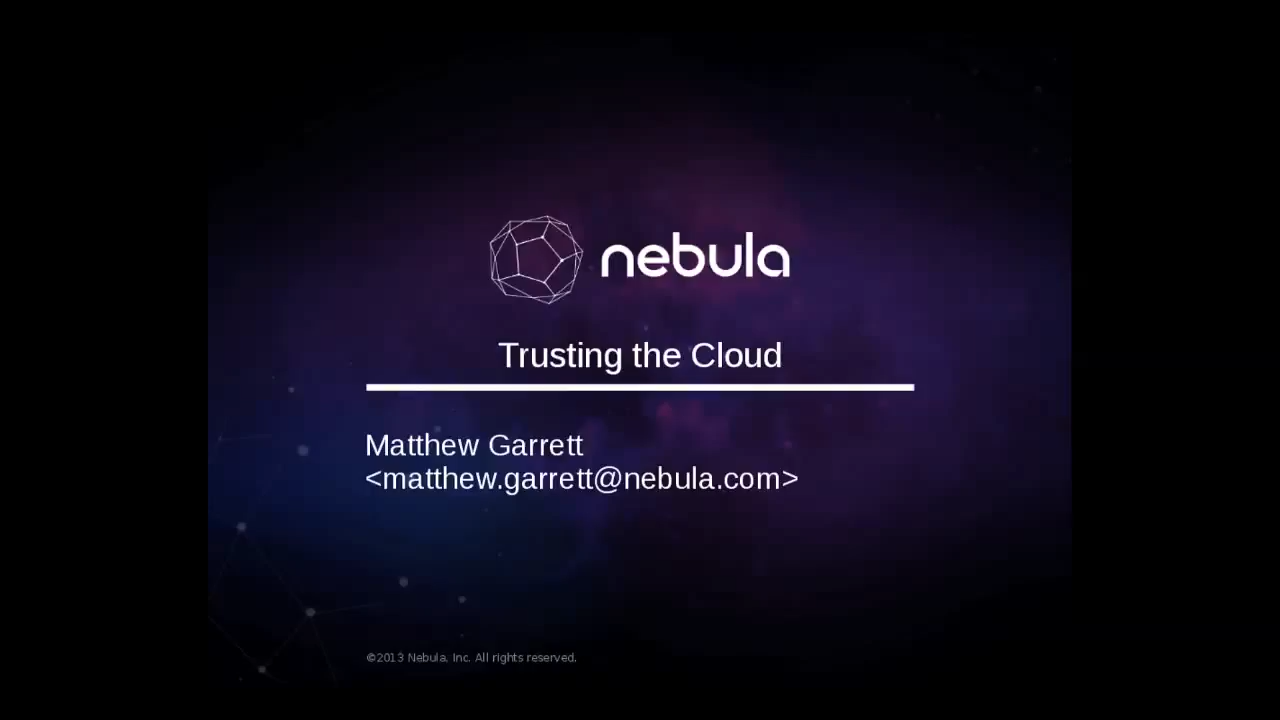 nebula
Trusting the Cloud
Matthew Garrett
<matthew.garrett@nebula.com>
©2013 Nebula, Inc. All rights reserved.